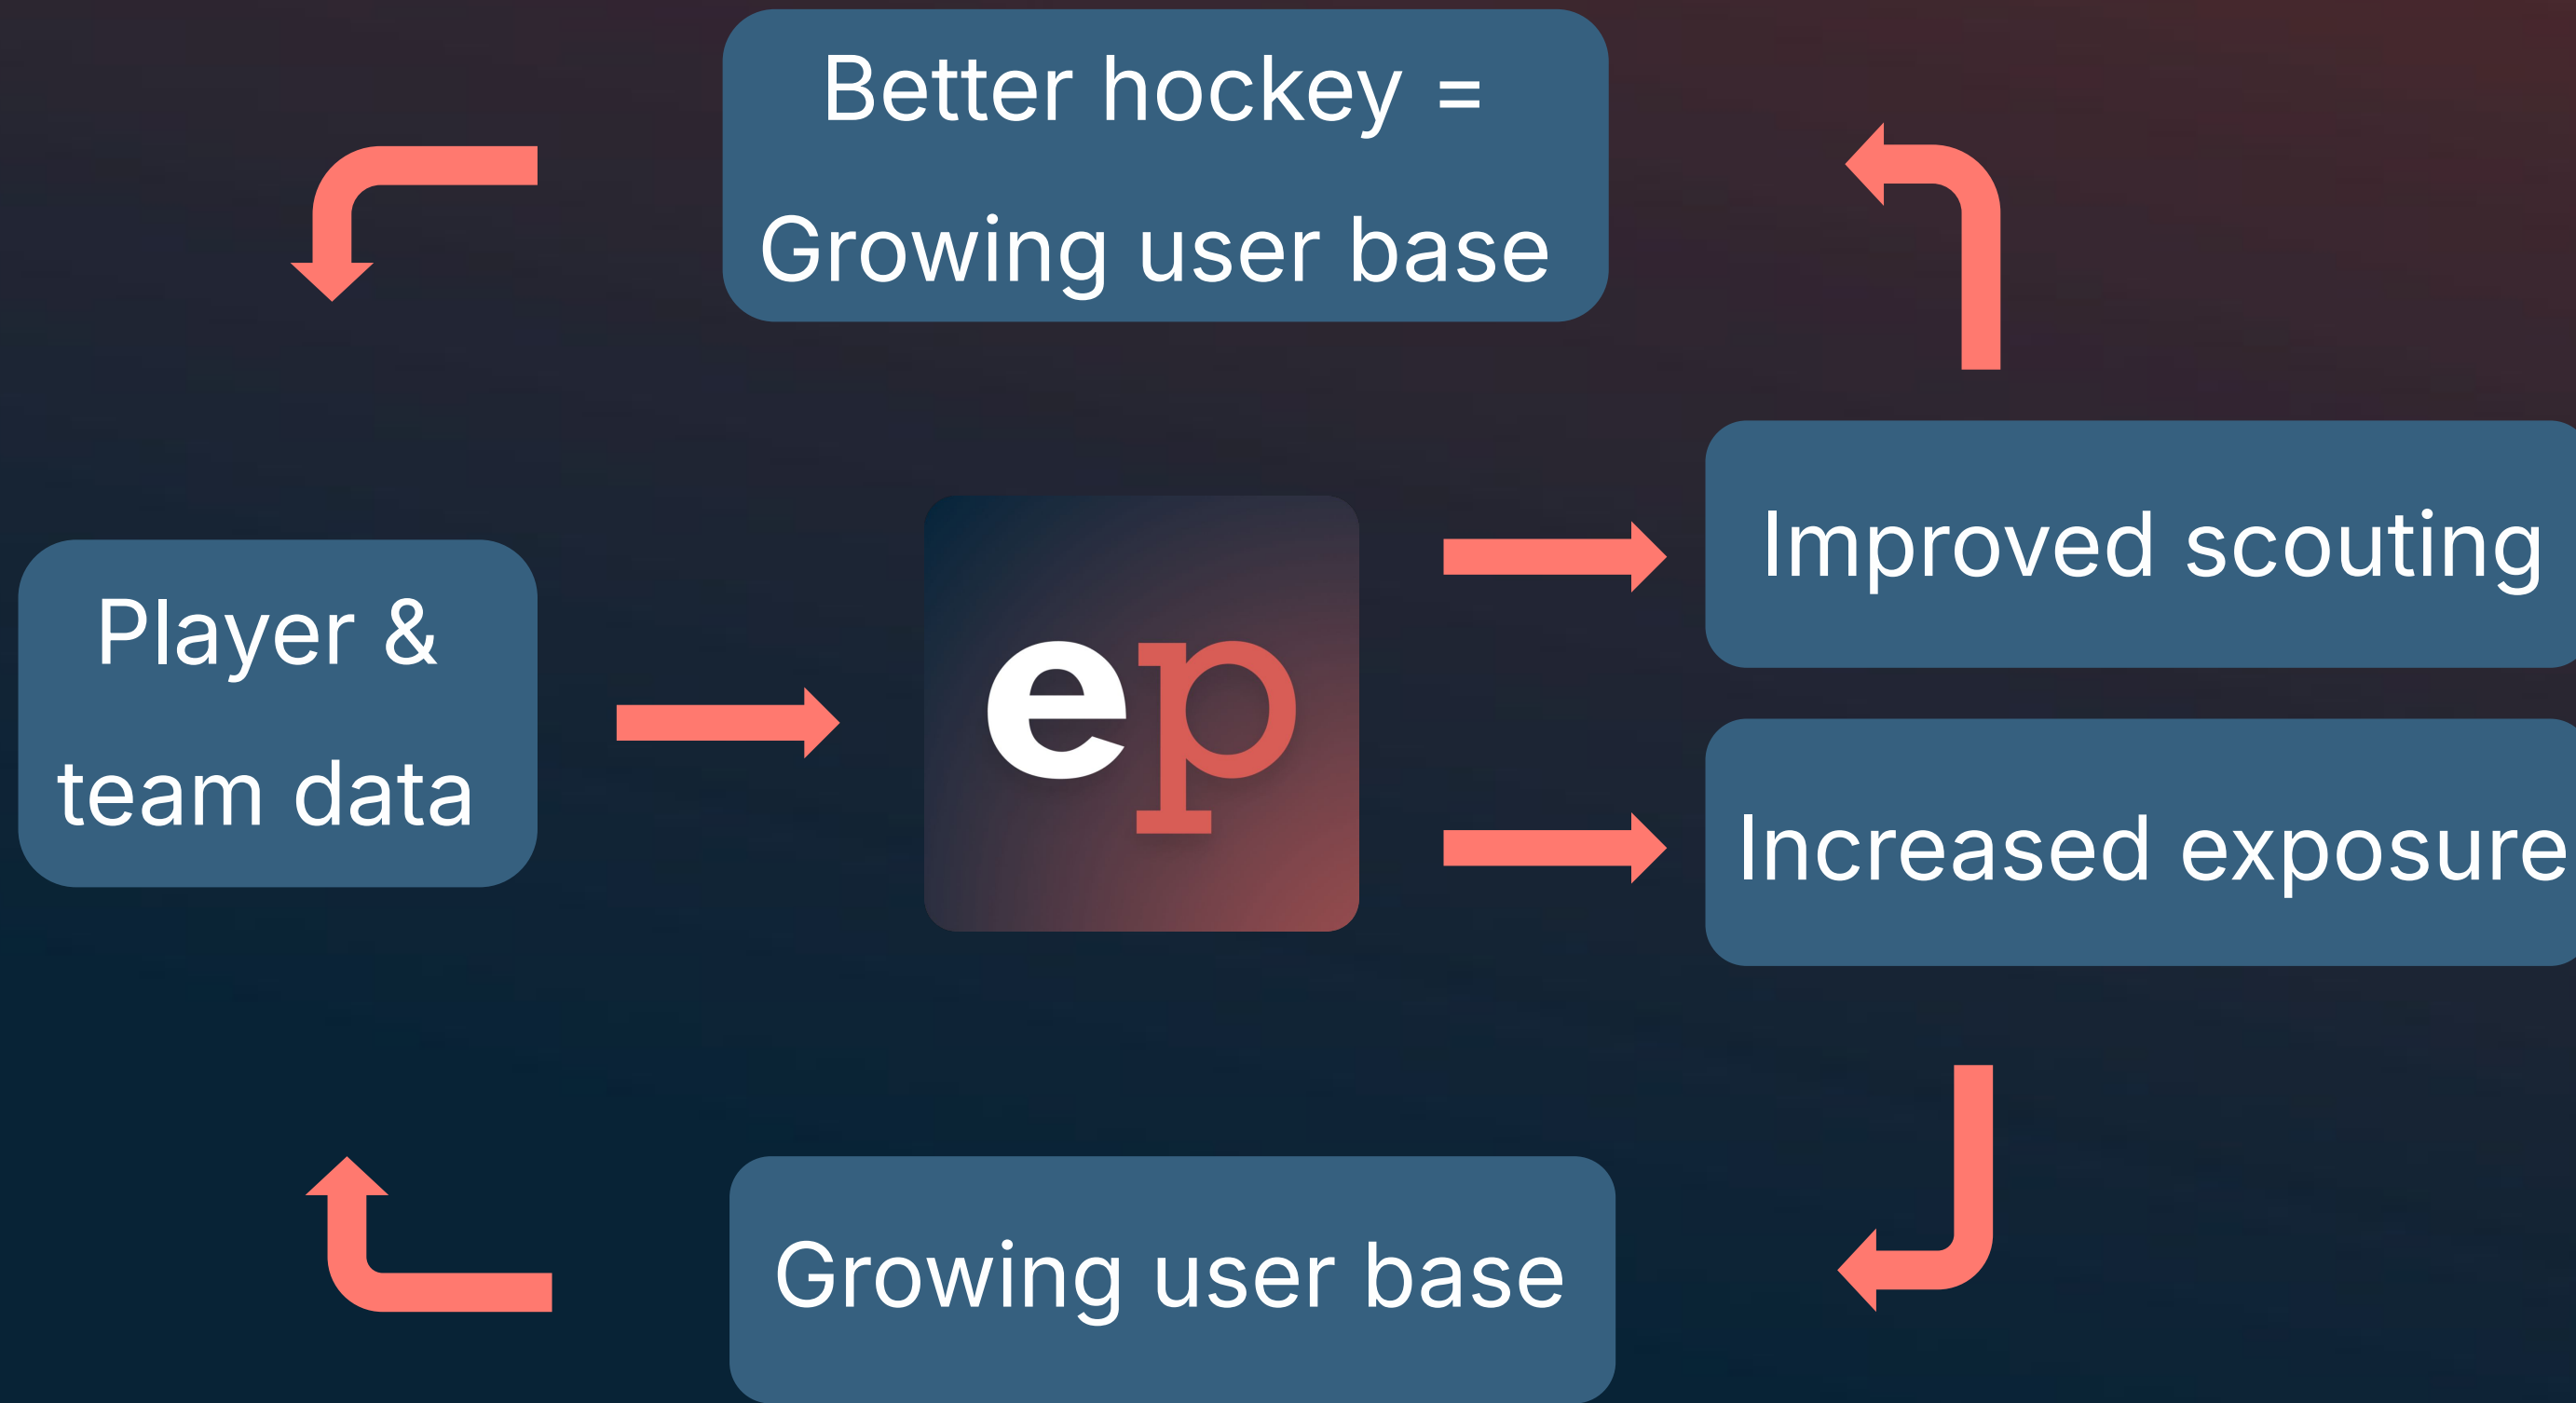 Better hockey =
Growing user base
Player &
team data
ep
Improved scouting
Increased exposure
Growing user base